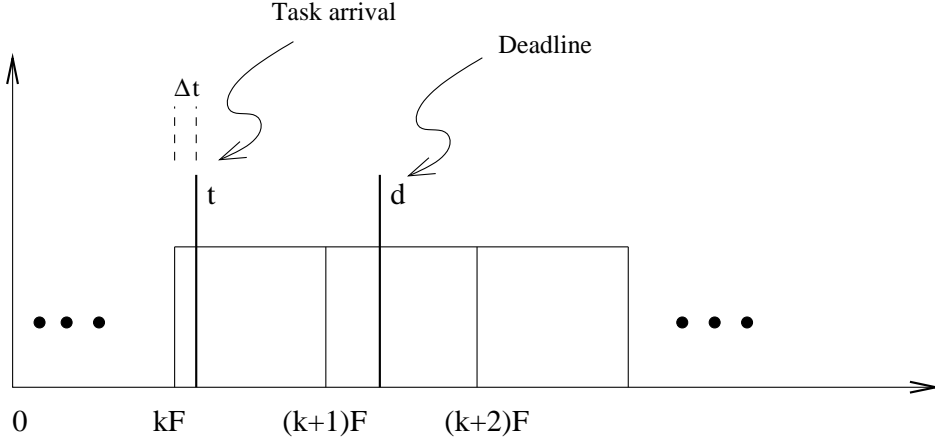 Task arrival
Deadline
Δt
t
d
0
kF
(k+1)F
(k+2)F